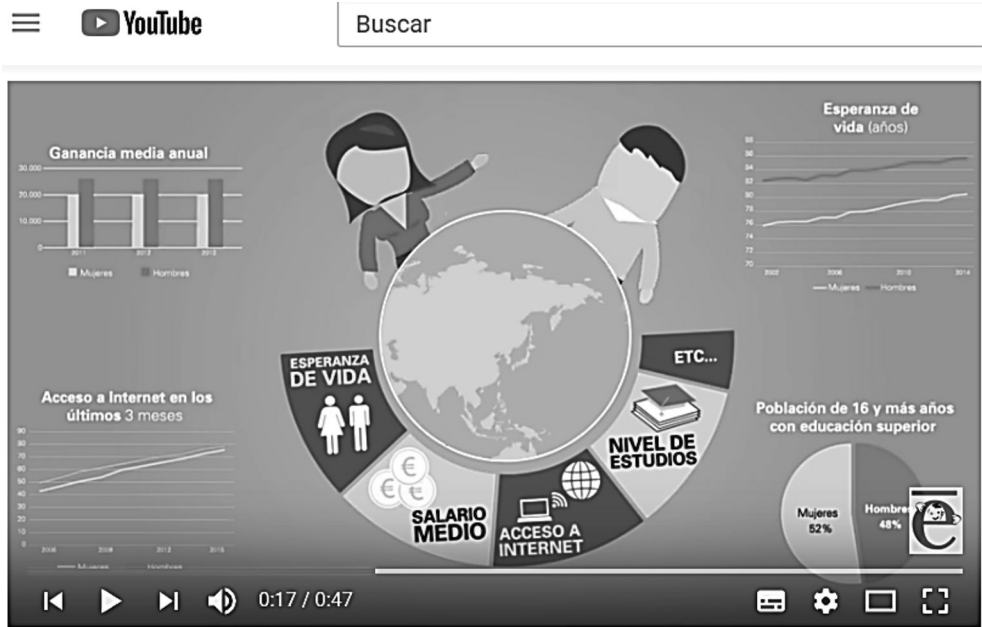 YouTube
Buscar
Ganancia media anual
30.000
20.000
10.000
0
2011
2012
2013
Mujeres
Hombres
Esperanza de
vida (años)
88
86
84
82
80
78
76
74
72
70
2002
2006
2010
2014
Mujeres
Hombres
Acceso a Internet en los
últimos 3 meses
90
80
70
60
50
40
30
20
10
0
2006
2009
2012
2015
Mujeres
Hombres
ESPERANZA
DE VIDA
€
€
€
SALARIO
MEDIO
ACCESO A
INTERNET
NIVEL DE
ESTUDIOS
ETC...
Población de 16 y más años
con educación superior
Mujeres
52%
Hombres
48%
e
0:17 / 0:47